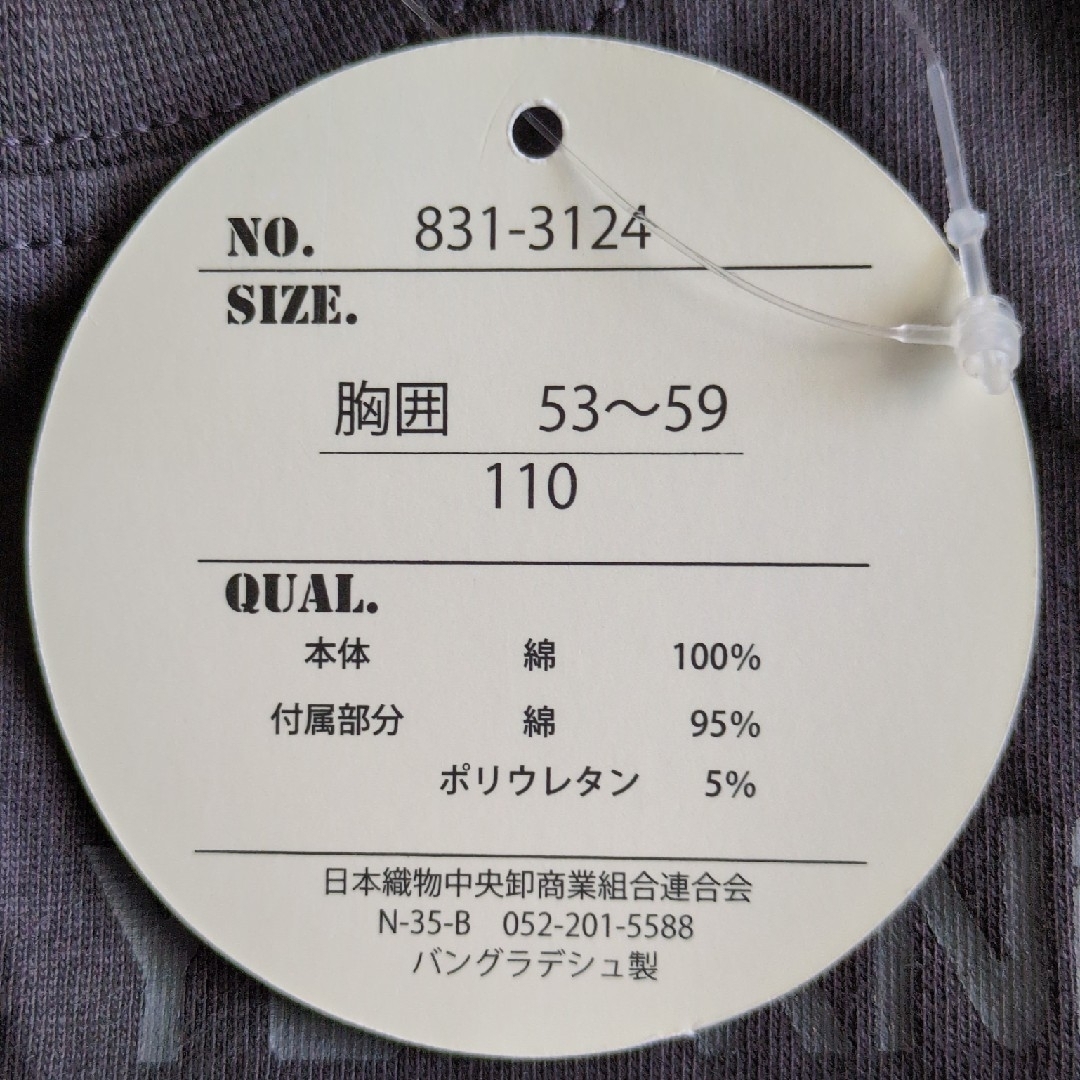 NO. 831-3124
SIZE.
胸囲 53～59
110
QUAL.
本体 綿 100%
付属部分 綿 95%
ポリウレタン 5%
日本織物中央卸商業組合連合会
N-35-B 052-201-5588
バングラデシュ製